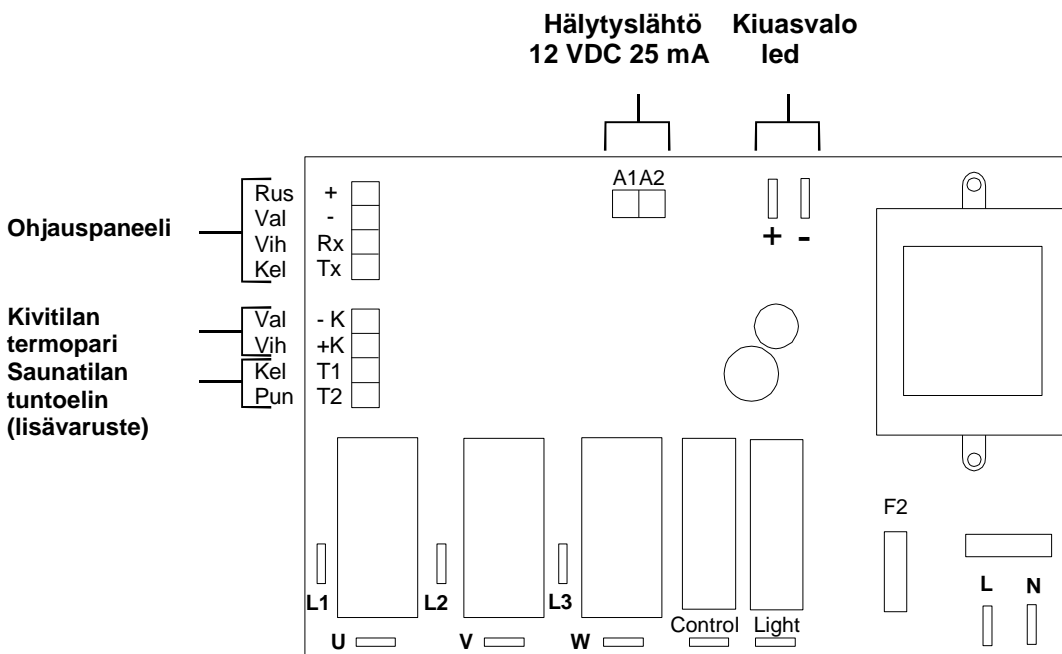 Hälytyslähtö
12 VDC 25 mA
Kiuasvalo
led
A1A2
+ -
Ohjauspaneeli
Rus +
Val -
Vih Rx
Kel Tx
Kivitilan
termopari
Val - K
Vih +K
Saunatilan
tuntoelin
(lisävaruste)
Kel T1
Pun T2
F2
L1 L2 L3
L N
Control Light
U V W